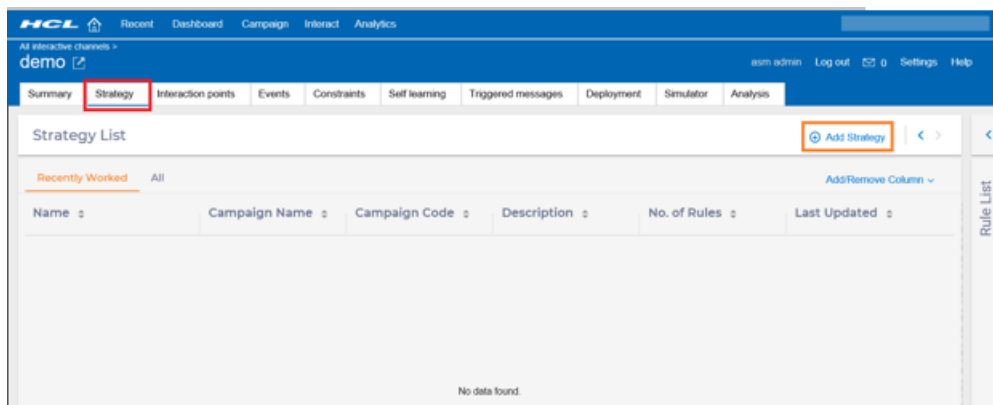 HCL Recent Dashboard Campaign Interact Analytics
All interactive channels >
demo
asm admin Log out 0 Settings Help
Summary Strategy Interaction points Events Constraints Self learning Triggered messages Deployment Simulator Analysis
Strategy List
Add Strategy
Recently Worked All
Add/Remove Column
Name Campaign Name Campaign Code Description No. of Rules Last Updated
Rule List
No data found.